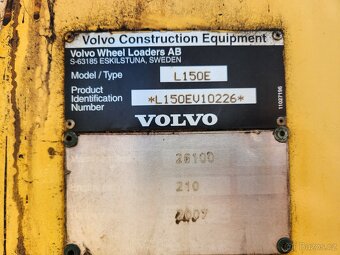 Volvo Construction Equipment
Volvo Wheel Loaders AB
S-63185 ESKILSTUNA, SWEDEN
Model / Type L150E
Product Identification Number *L150EV10226*
11027186
VOLVO
26100
210